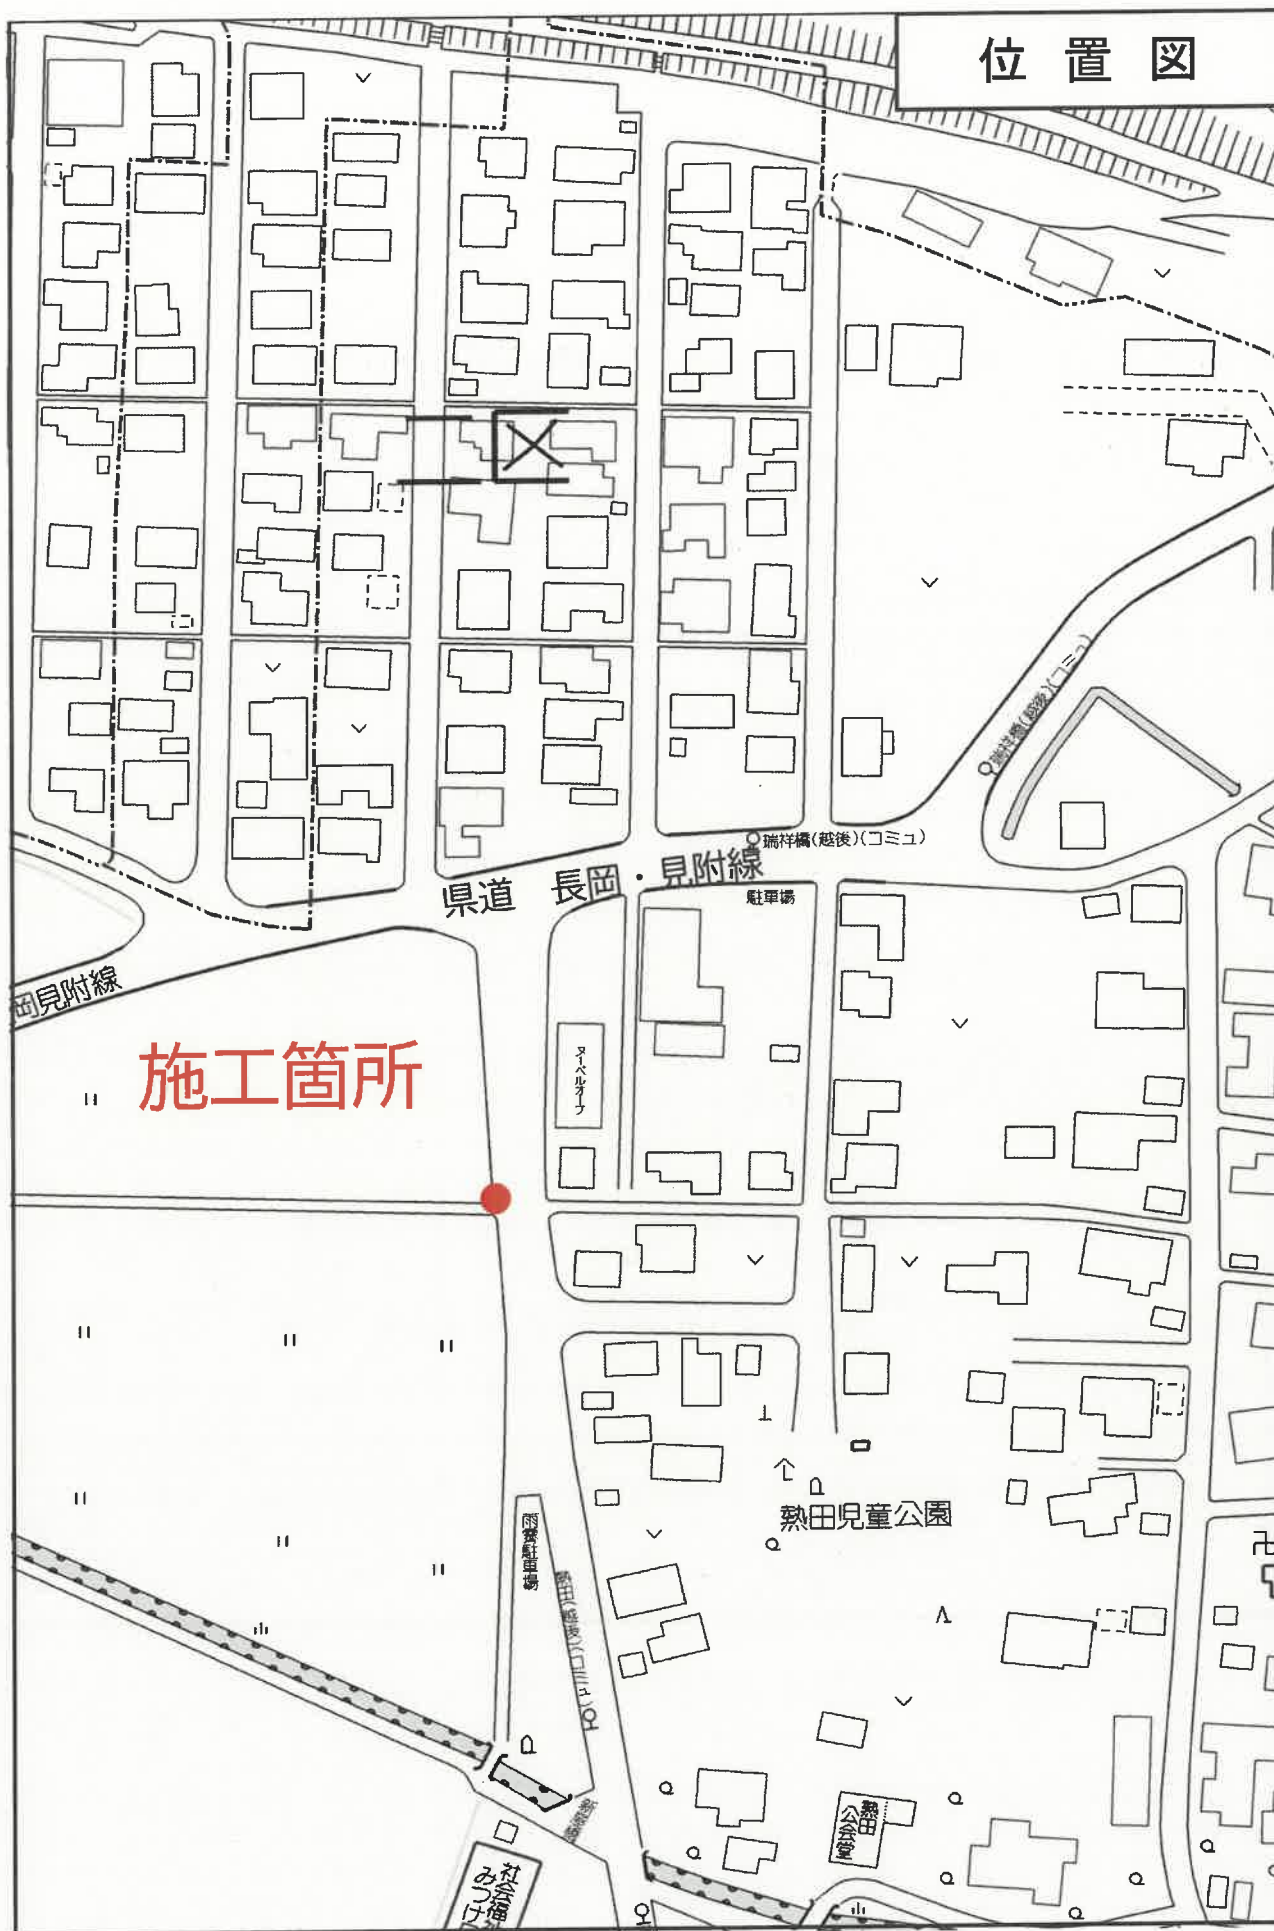 位置図
瑞祥橋(越後)(コミュ)
瑞祥橋(越後)(コミュ)
県道 長岡・見附線
駐車場
岡見附線
施工箇所
ヌーベルオーブ
熱田児童公園
雨等駐車場
熱田(越後)(コミュ)
熱田
公会堂
社会福祉
みつけ